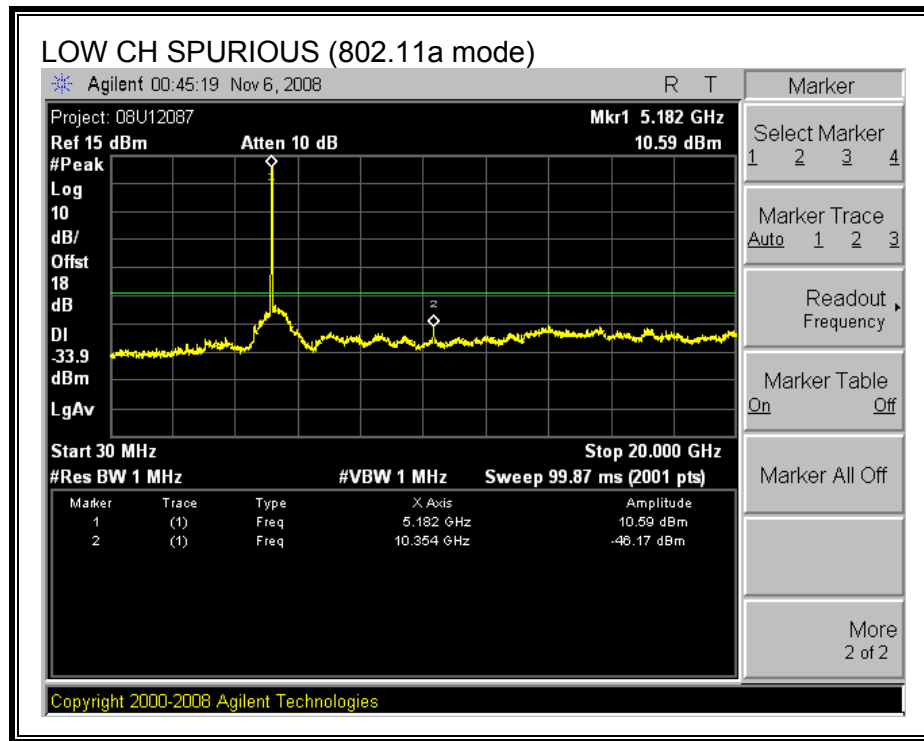 LOW CH SPURIOUS (802.11a mode)
Agilent 00:45:19 Nov 6, 2008 R T
Project: 08U12087 Mkr1 5.182 GHz
Ref 15 dBm Atten 10 dB 10.59 dBm
#Peak
Log
10
dB/
Offst
18
dB
DI
-33.9
dBm
LgAv
1
2
Start 30 MHz Stop 20.000 GHz
#Res BW 1 MHz #VBW 1 MHz Sweep 99.87 ms (2001 pts)
Marker Trace Type X Axis Amplitude
1 (1) Freq 5.182 GHz 10.59 dBm
2 (1) Freq 10.354 GHz -46.17 dBm
Copyright 2000-2008 Agilent Technologies
Marker
Select Marker
1 2 3 4
Marker Trace
Auto 1 2 3
Readout
Frequency
Marker Table
On Off
Marker All Off
More
2 of 2